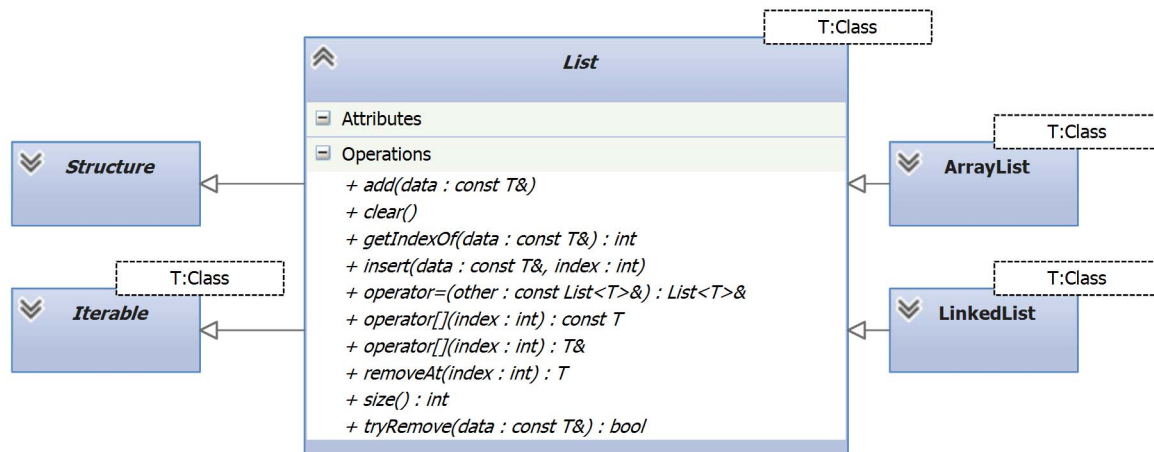 T:Class
List
Attributes
Operations
+ add(data : const T&)
+ clear()
+ getIndexOf(data : const T&) : int
+ insert(data : const T&, index : int)
+ operator=(other : const List<T>&) : List<T>&
+ operator[](index : int) : const T
+ operator[](index : int) : T&
+ removeAt(index : int) : T
+ size() : int
+ tryRemove(data : const T&) : bool
Structure
T:Class
Iterable
T:Class
ArrayList
T:Class
LinkedList